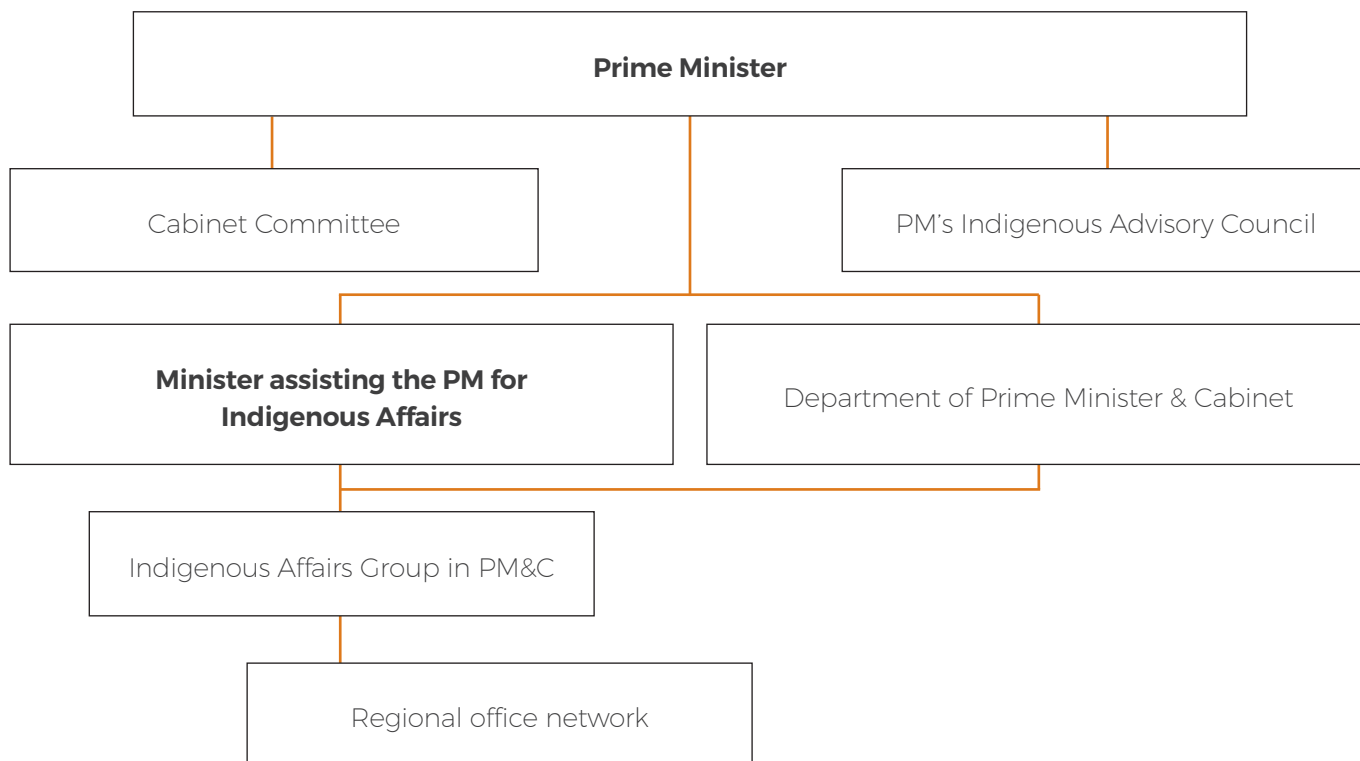 Prime Minister
Cabinet Committee
PM’s Indigenous Advisory Council
Minister assisting the PM for
Indigenous Affairs
Department of Prime Minister & Cabinet
Indigenous Affairs Group in PM&C
Regional office network